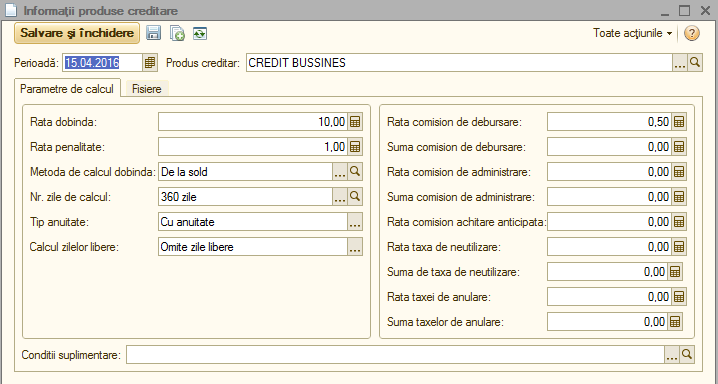 Informații produse creditare
Salvare și închidere
Toate acțiunile
?
Perioadă: 15.04.2016 Produs creditar: CREDIT BUSSINES ...
Parametre de calcul Fisiere
Rata dobinda: 10,00
Rata penalitate: 1,00
Metoda de calcul dobinda: De la sold ...
Nr. zile de calcul: 360 zile ...
Tip anuitate: Cu anuitate ...
Calcul zilelor libere: Omite zile libere ...
Rata comision de debursare: 0,50
Suma comision de debursare: 0,00
Rata comision de administrare: 0,00
Suma comision de administrare: 0,00
Rata comision achitare anticipata: 0,00
Rata taxa de neutilizare: 0,00
Suma de taxa de neutilizare: 0,00
Rata taxei de anulare: 0,00
Suma taxelor de anulare: 0,00
Conditii suplimentare: ...